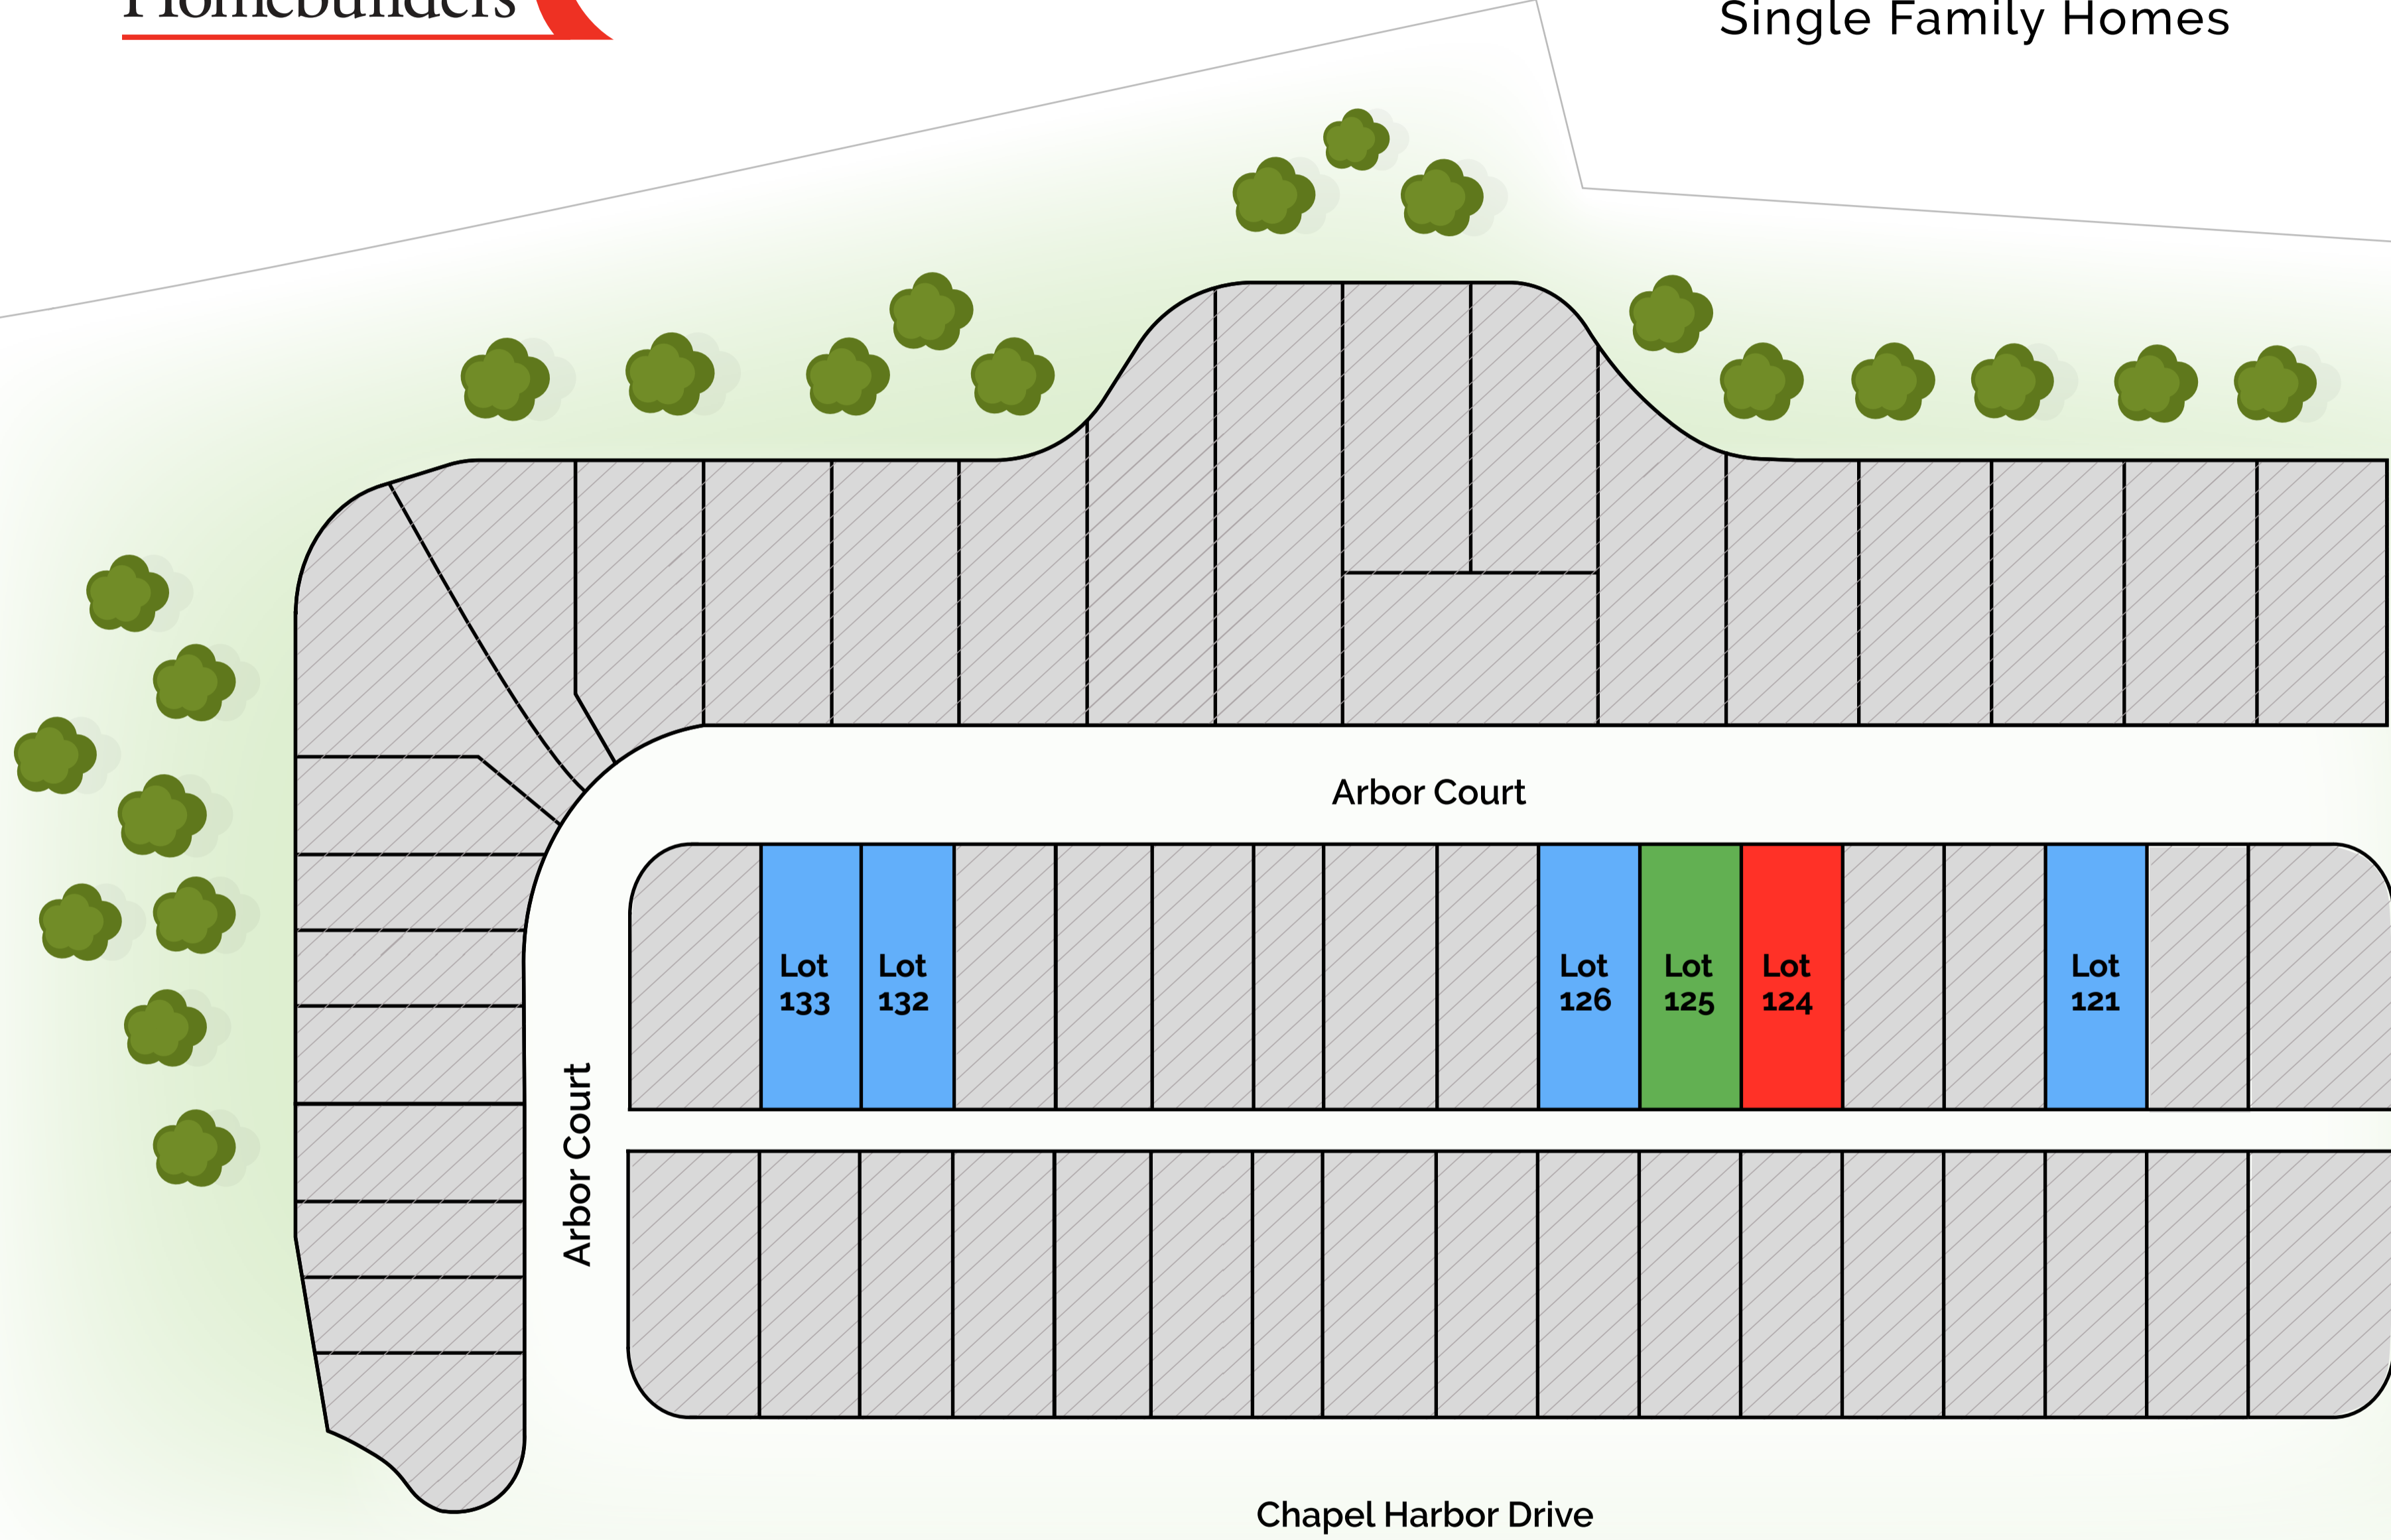 Homebuilders
Single Family Homes
Arbor Court
Lot
133
Lot
132
Lot
126
Lot
125
Lot
124
Lot
121
Arbor Court
Chapel Harbor Drive